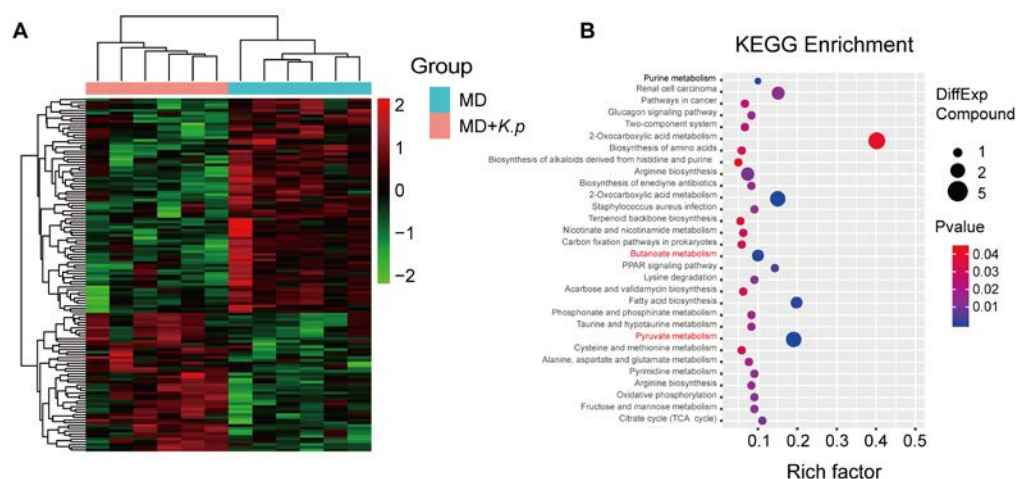 A
Group
MD
MD+K.p
2
1
0
−1
−2
B
KEGG Enrichment
Purine metabolism
Renal cell carcinoma
Pathways in cancer
Glucagon signaling pathway
Two-component system
2-Oxocarboxylic acid metabolism
Biosynthesis of amino acids
Biosynthesis of alkaloids derived from histidine and purine
Arginine biosynthesis
Biosynthesis of enediyne antibiotics
2-Oxocarboxylic acid metabolism
Staphylococcus aureus infection
Terpenoid backbone biosynthesis
Nicotinate and nicotinamide metabolism
Carbon fixation pathways in prokaryotes
Butanoate metabolism
PPAR signaling pathway
Lysine degradation
Acarbose and validamycin biosynthesis
Fatty acid biosynthesis
Phosphonate and phosphinate metabolism
Taurine and hypotaurine metabolism
Pyruvate metabolism
Cysteine and methionine metabolism
Alanine, aspartate and glutamate metabolism
Pyrimidine metabolism
Arginine biosynthesis
Oxidative phosphorylation
Fructose and mannose metabolism
Citrate cycle (TCA cycle)
0.1 0.2 0.3 0.4 0.5
Rich factor
DiffExp
Compound
1
2
5
Pvalue
0.04
0.03
0.02
0.01